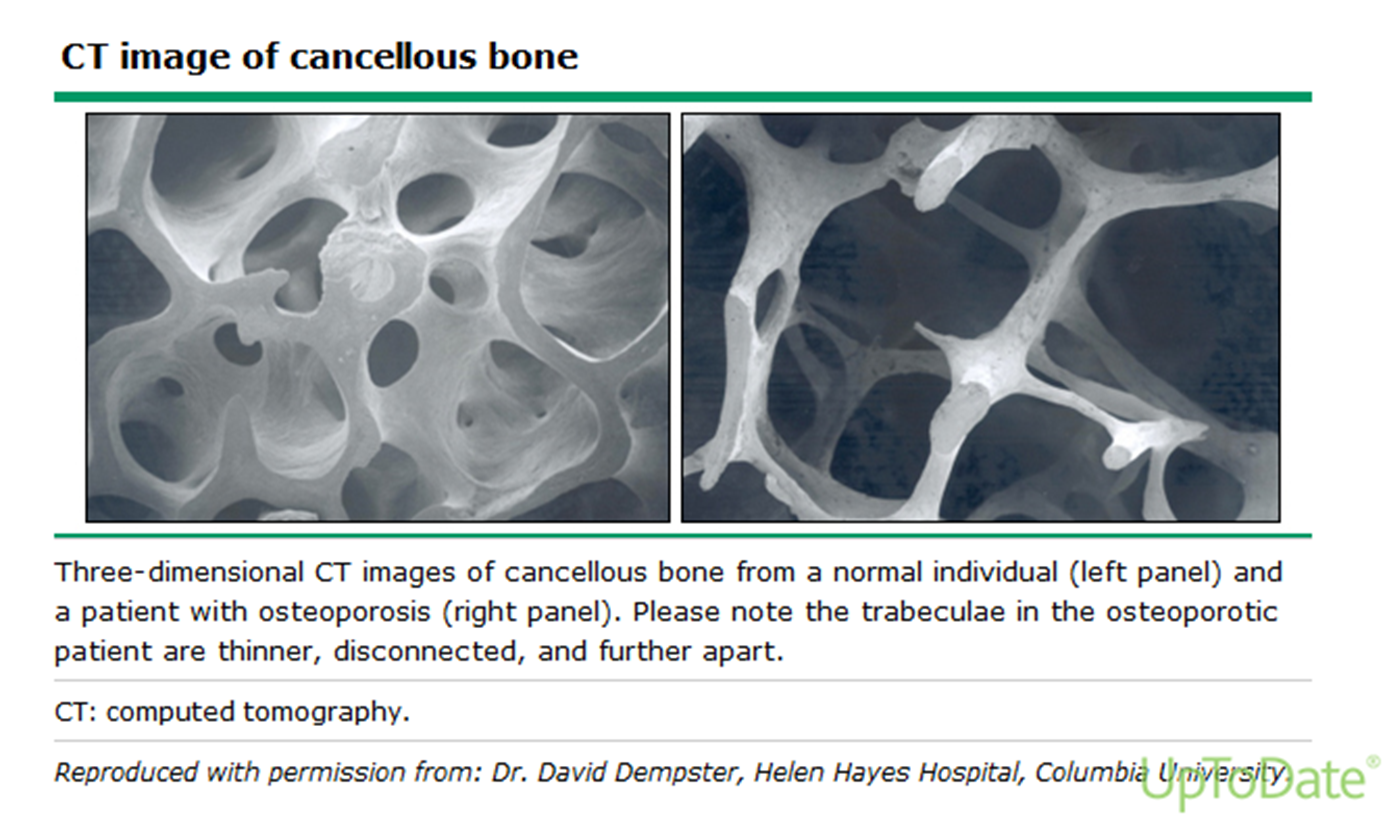 CT image of cancellous bone
Three-dimensional CT images of cancellous bone from a normal individual (left panel) and
a patient with osteoporosis (right panel). Please note the trabeculae in the osteoporotic
patient are thinner, disconnected, and further apart.
CT: computed tomography.
Reproduced with permission from: Dr. David Dempster, Helen Hayes Hospital, Columbia University.
UpToDate®